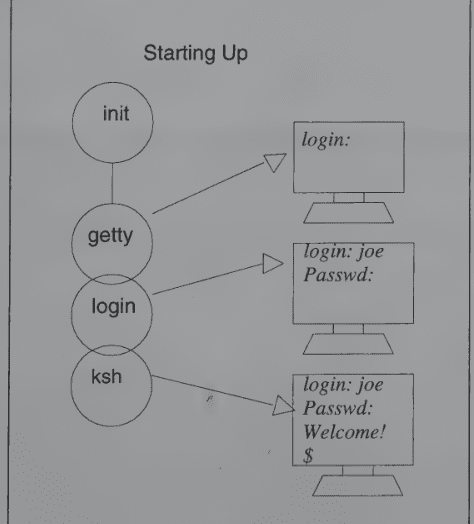 Starting Up
init
getty
login
ksh
login:
login: joe
Passwd:
login: joe
Passwd:
Welcome!
$